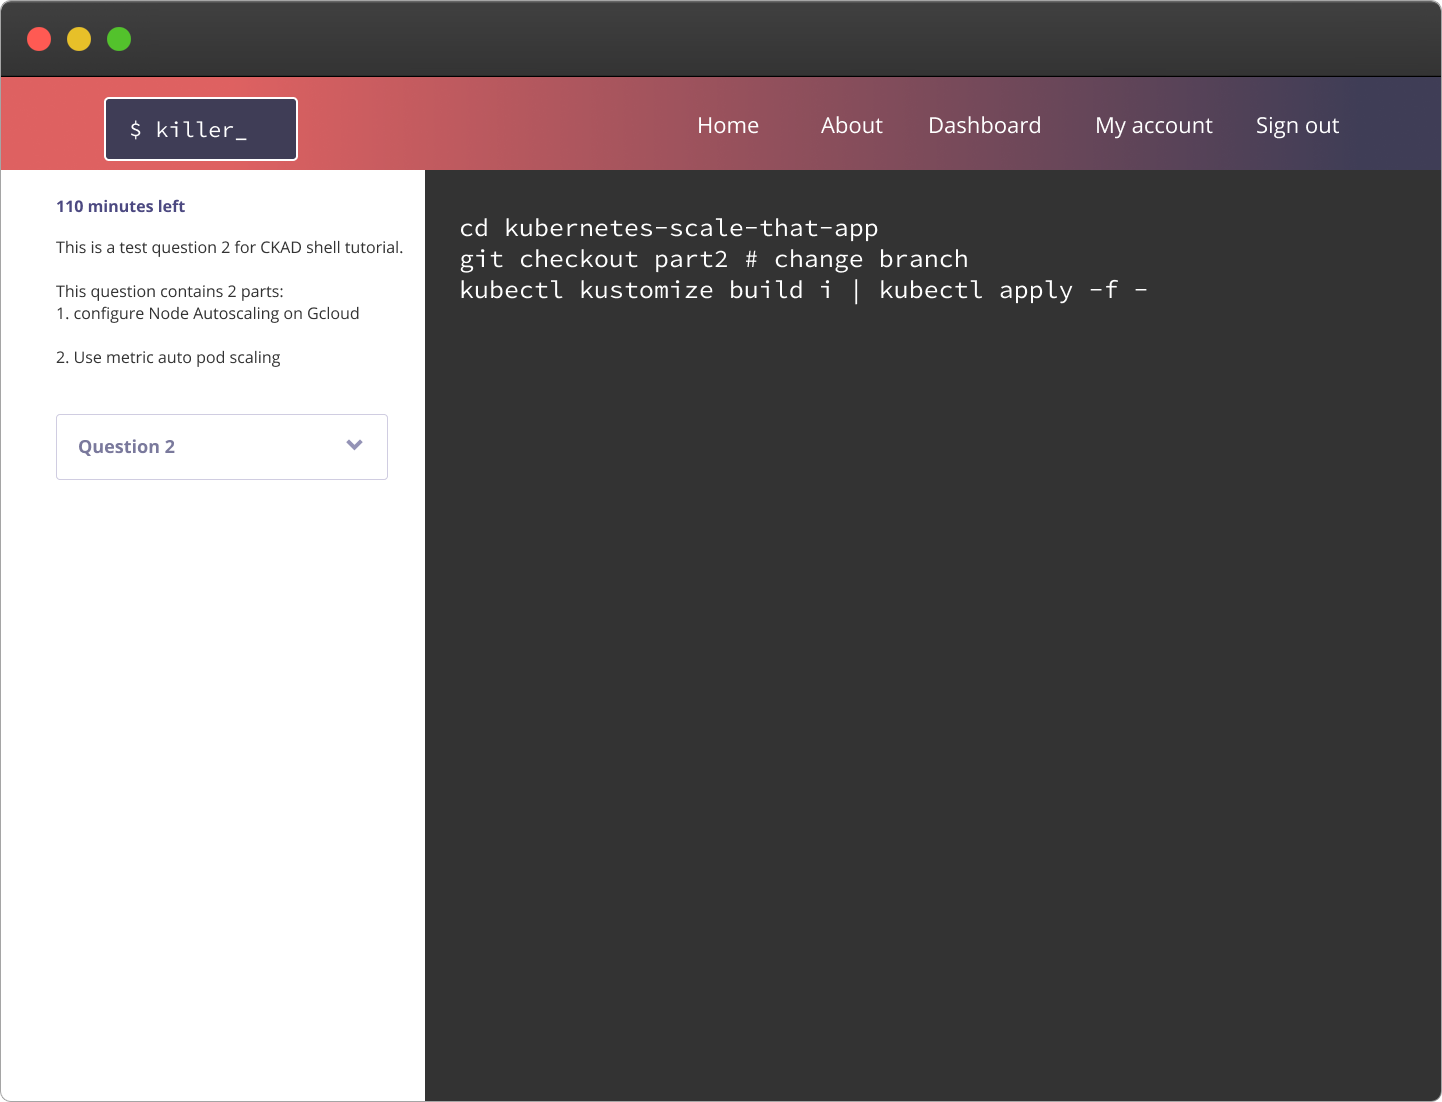 $ killer_
Home About Dashboard My account Sign out
110 minutes left
This is a test question 2 for CKAD shell tutorial.
This question contains 2 parts:
1. configure Node Autoscaling on Gcloud
2. Use metric auto pod scaling
Question 2
cd kubernetes-scale-that-app
git checkout part2 # change branch
kubectl kustomize build i | kubectl apply -f -